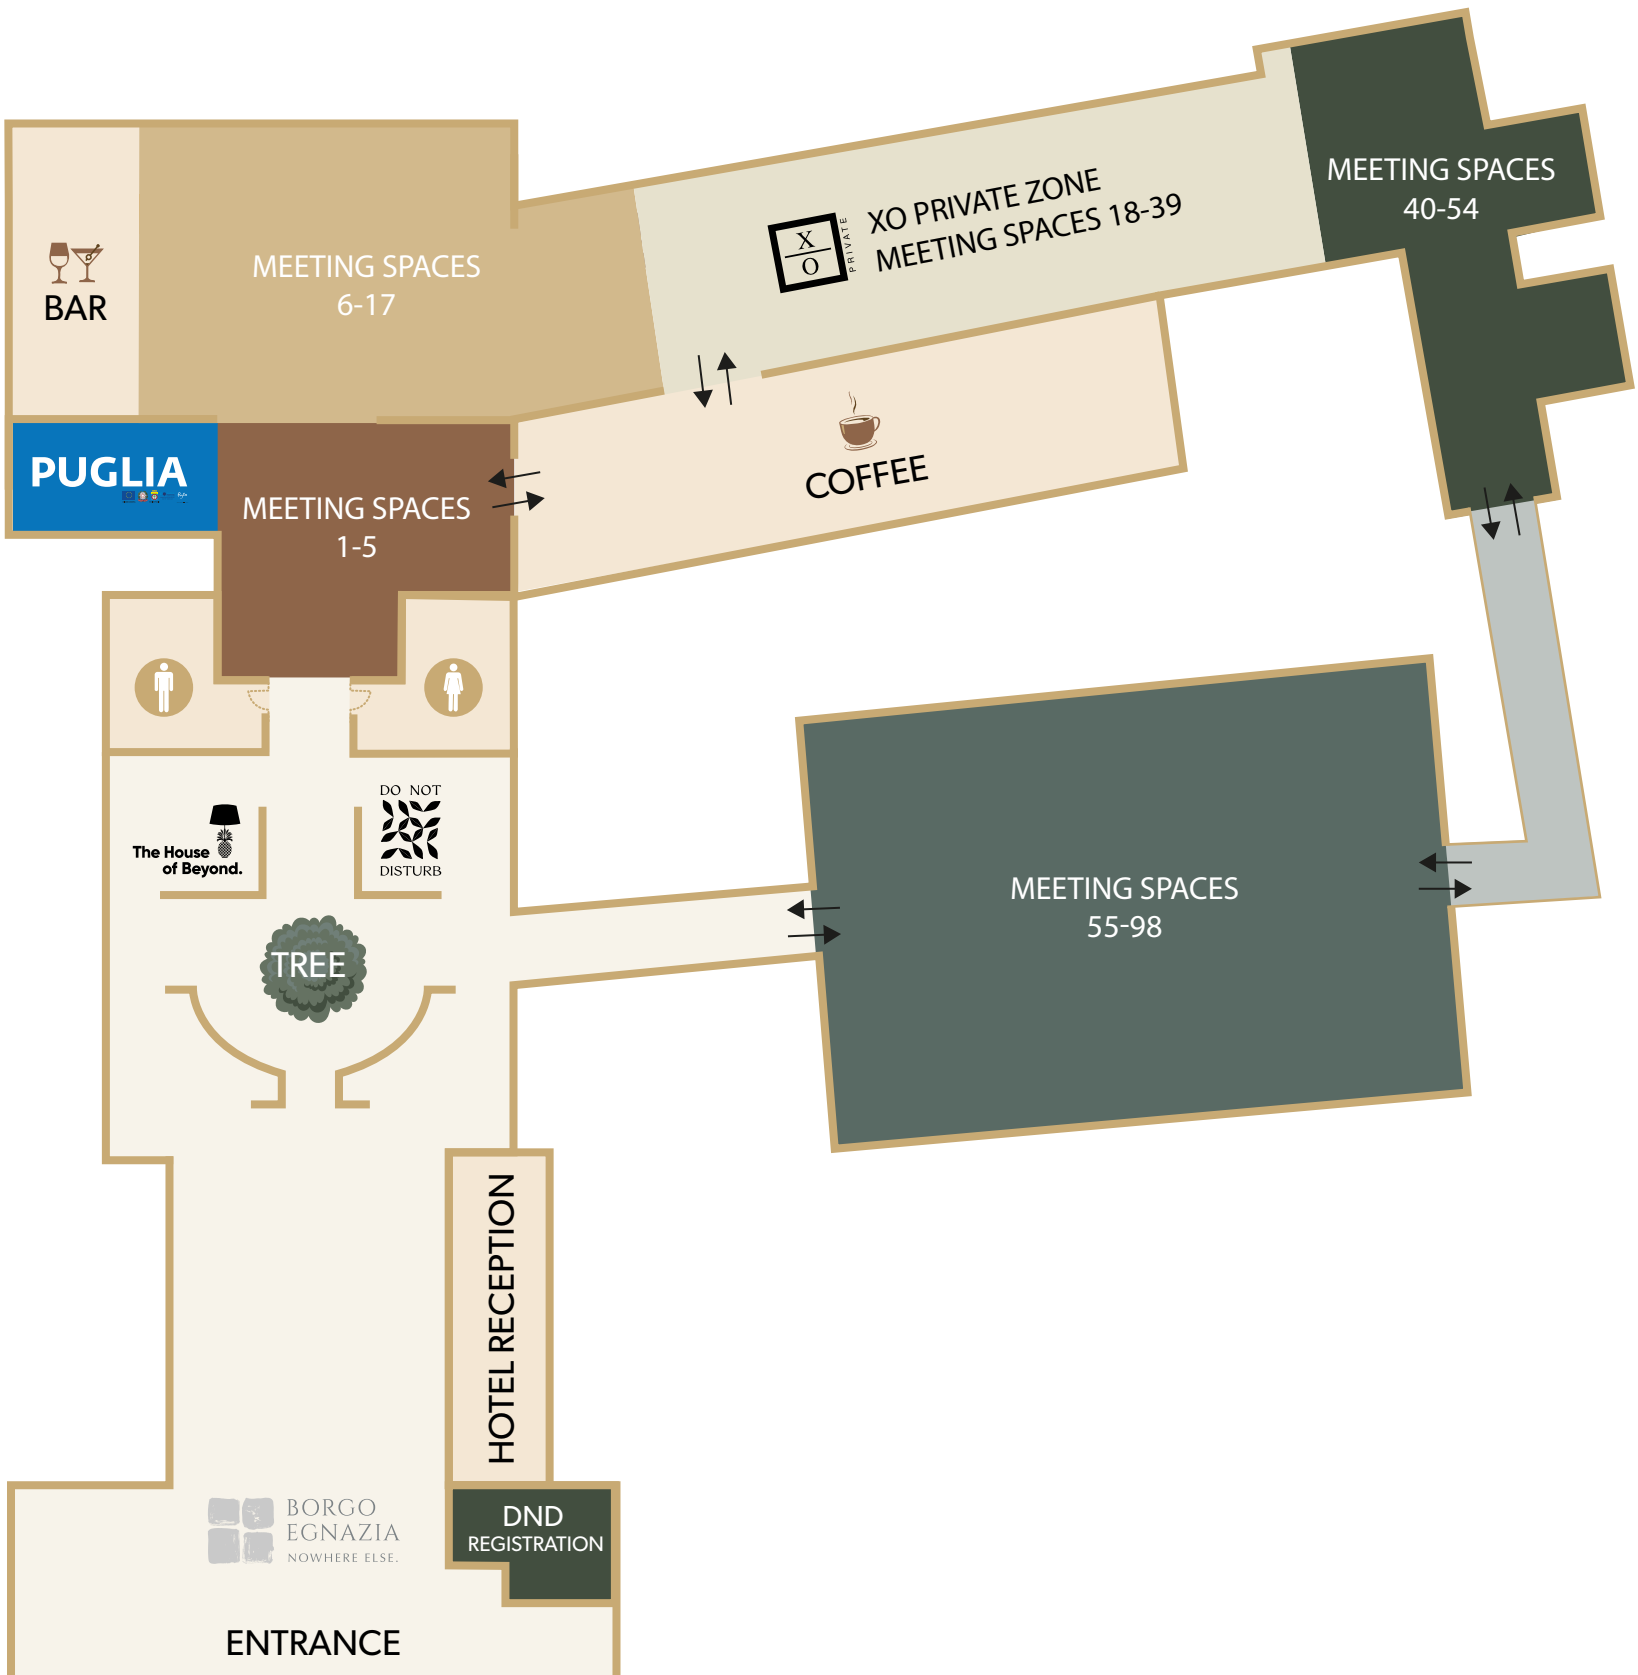 MEETING SPACES
40-54
XO PRIVATE ZONE
MEETING SPACES 18-39
X
O
PRIVATE
MEETING SPACES
6-17
BAR
COFFEE
PUGLIA
MEETING SPACES
1-5
DO NOT
DISTURB
The House
of Beyond.
MEETING SPACES
55-98
TREE
HOTEL RECEPTION
BORGO
EGNAZIA
NOWHERE ELSE.
DND
REGISTRATION
ENTRANCE